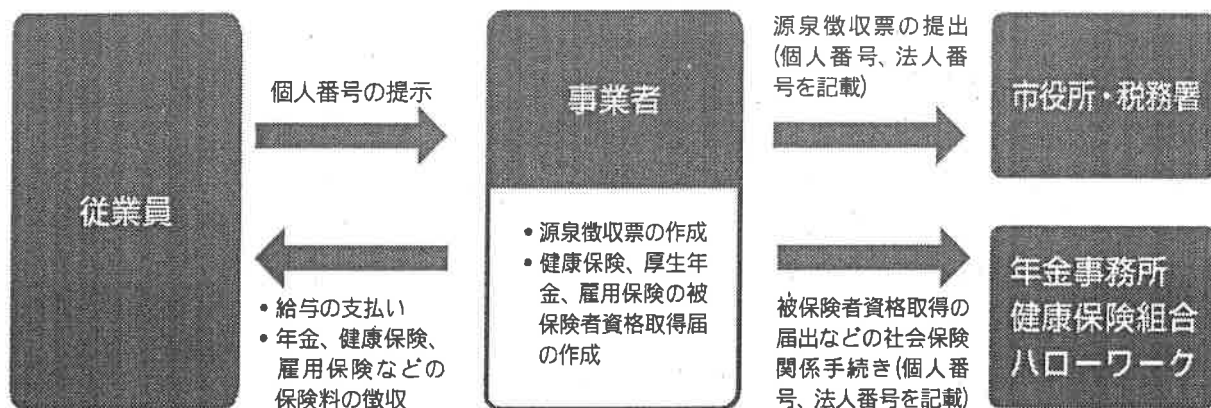 従業員
個人番号の提示
• 給与の支払い
• 年金、健康保険、
雇用保険などの
保険料の徴収
事業者
• 源泉徴収票の作成
• 健康保険、厚生年
金、雇用保険の被
保険者資格取得届
の作成
源泉徴収票の提出
(個人番号、法人番
号を記載)
市役所・税務署
被保険者資格取得の
届出などの社会保険
関係手続き(個人番
号、法人番号を記載)
年金事務所
健康保険組合
ハローワーク